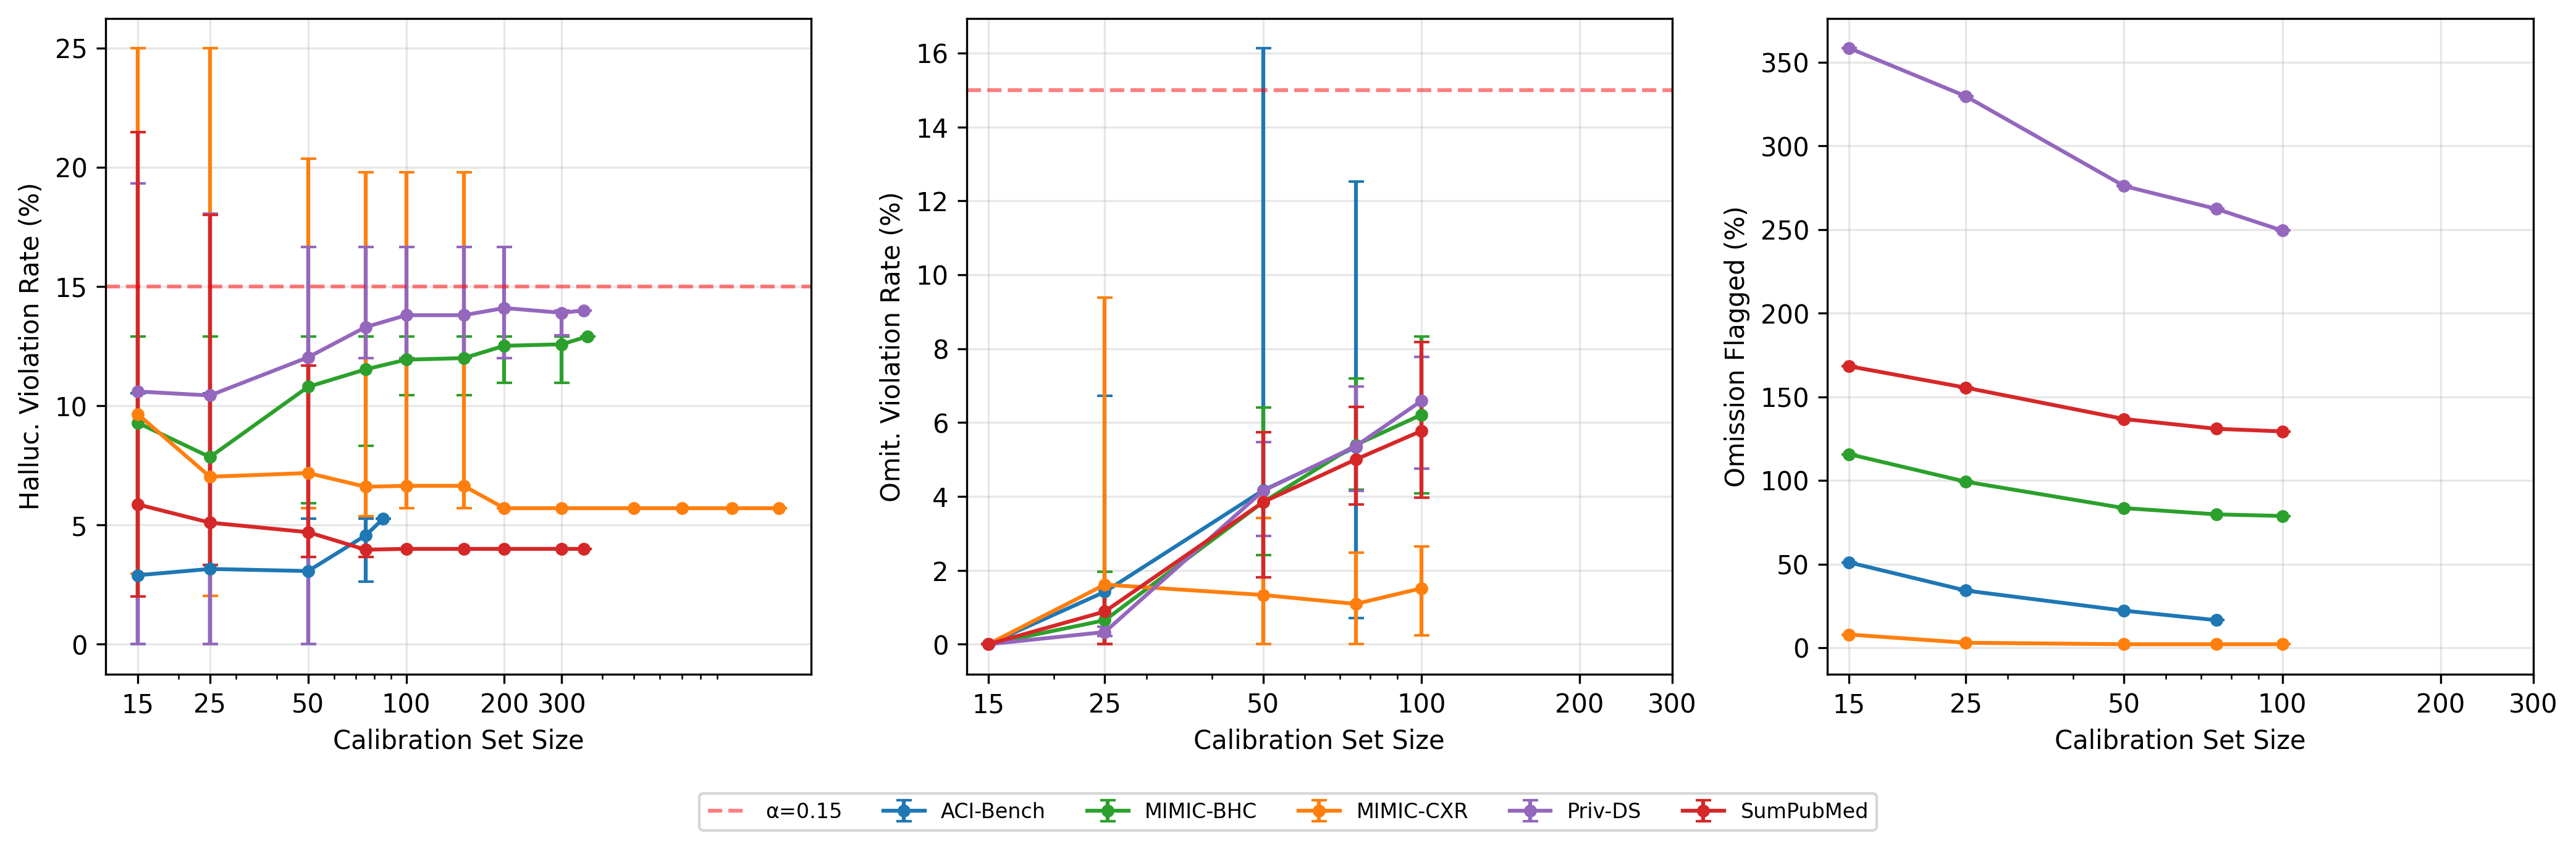 Halluc. Violation Rate (%)
25
20
15
10
5
0
15 25 50 100 200 300
Calibration Set Size
Omit. Violation Rate (%)
16
14
12
10
8
6
4
2
0
15 25 50 100 200 300
Calibration Set Size
Omission Flagged (%)
350
300
250
200
150
100
50
0
15 25 50 100 200 300
Calibration Set Size
α=0.15 ACI-Bench MIMIC-BHC MIMIC-CXR Priv-DS SumPubMed